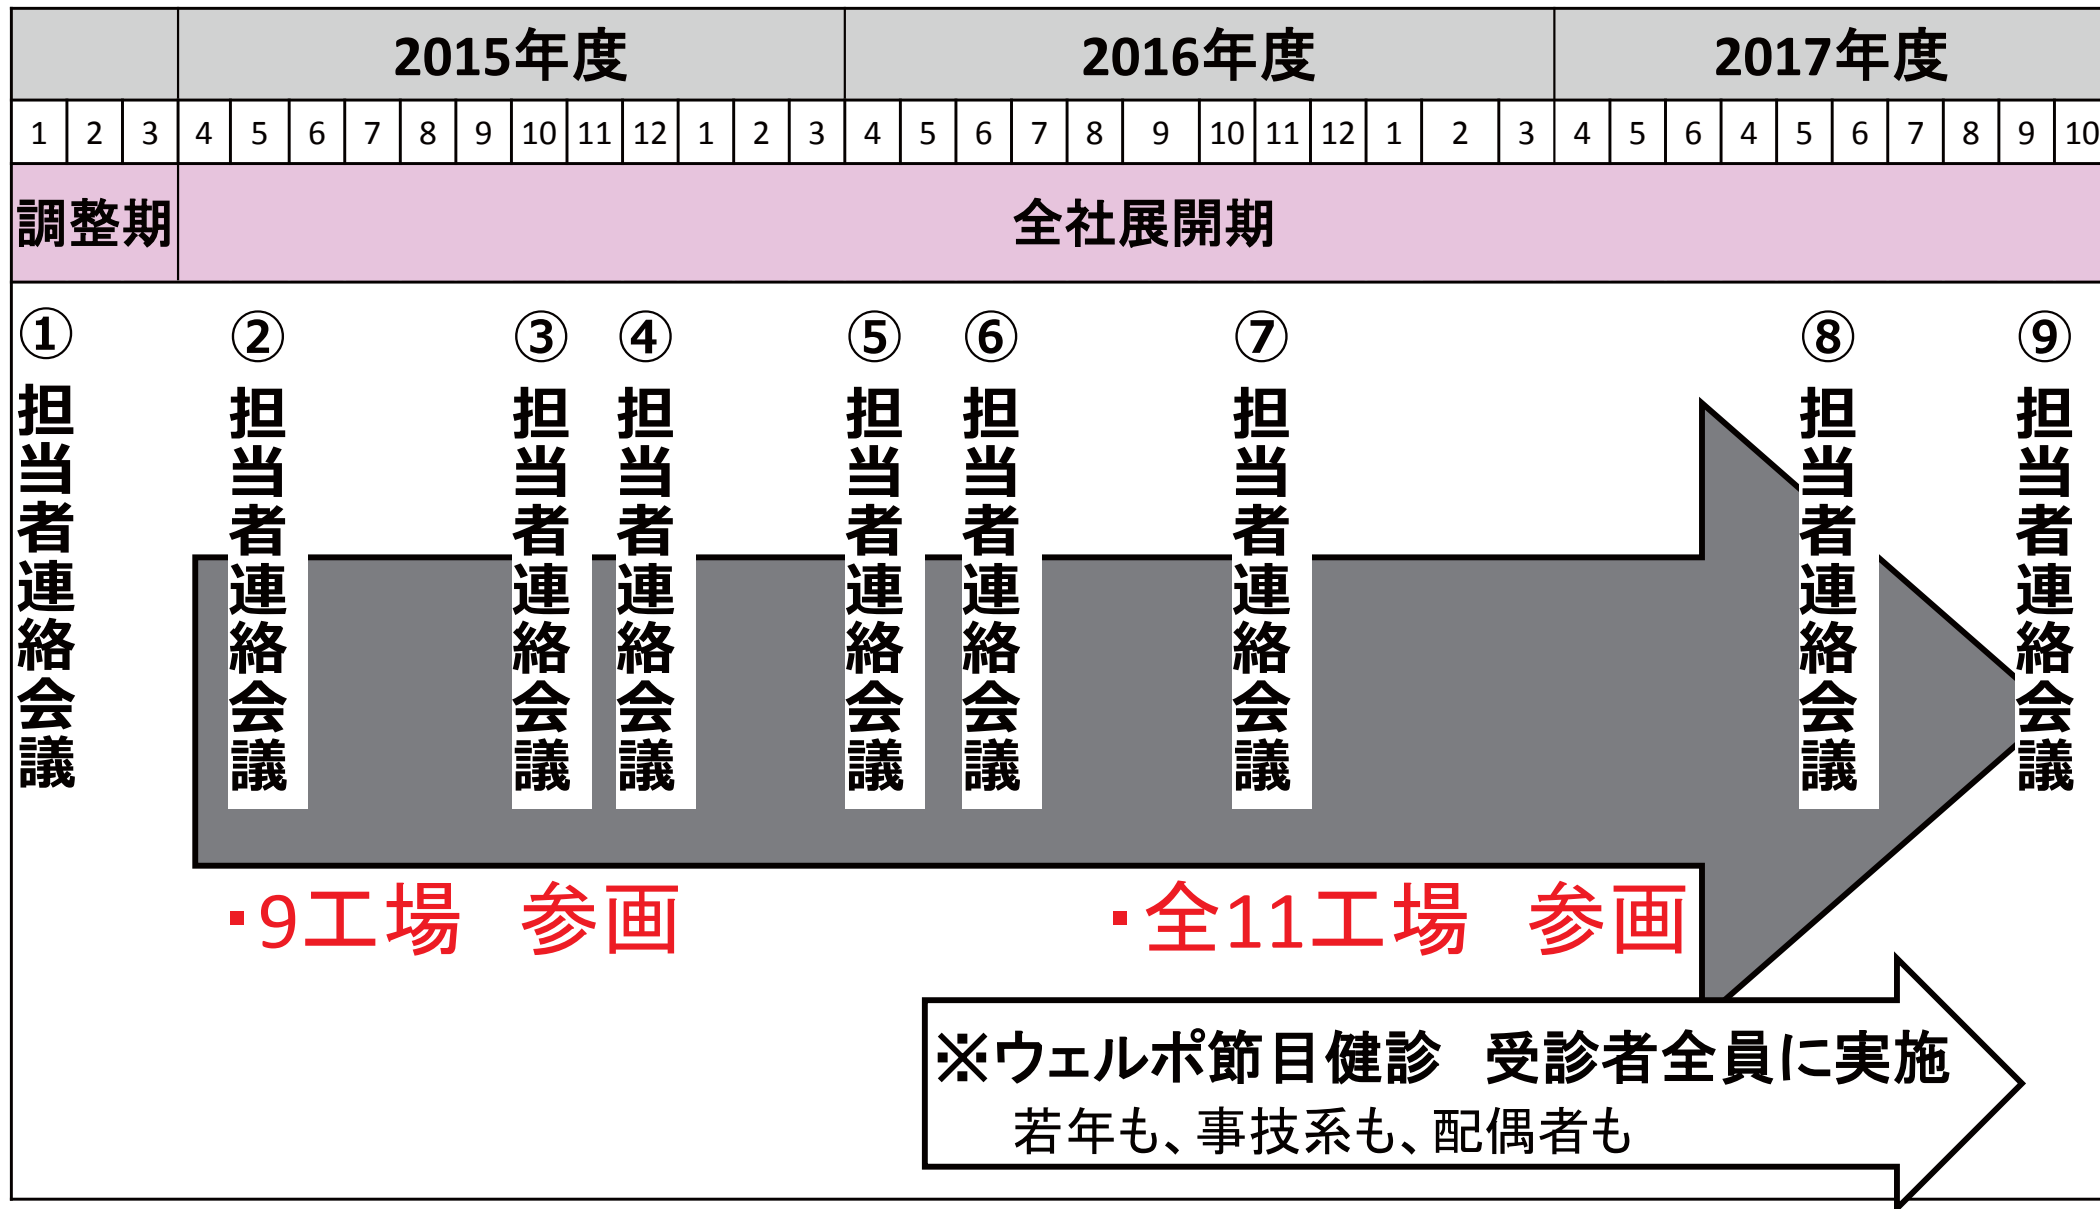 2015年度 2016年度 2017年度
1 2 3 4 5 6 7 8 9 10 11 12 1 2 3 4 5 6 7 8 9 10 11 12 1 2 3 4 5 6 4 5 6 7 8 9 10
調整期 全社展開期
①担当者連絡会議
②担当者連絡会議
③担当者連絡会議
④担当者連絡会議
⑤担当者連絡会議
⑥担当者連絡会議
⑦担当者連絡会議
⑧担当者連絡会議
⑨担当者連絡会議
・9工場　参画
・全11工場　参画
※ウェルポ節目健診　受診者全員に実施
若年も、事技系も、配偶者も